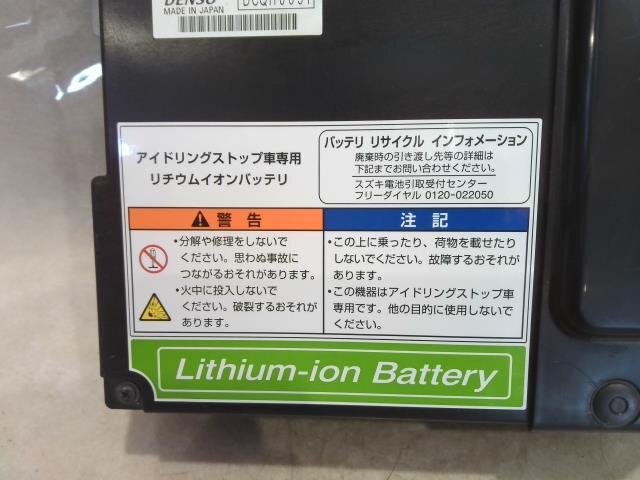 DENSO
MADE IN JAPAN
アイドリングストップ車専用
リチウムイオンバッテリ
バッテリ リサイクル インフォメーション
廃棄時の引き渡し先等の詳細は
下記までお問い合わせください。
スズキ電池引取受付センター
フリーダイヤル 0120-022050
警告
・分解や修理をしないで
ください。思わぬ事故に
つながるおそれがあります。
・火中に投入しないで
ください。破裂するおそれが
あります。
注記
・この上に乗ったり、荷物を載せたり
しないでください。故障するおそれが
あります。
・この機器はアイドリングストップ車
専用です。他の目的に使用しないで
ください。
Lithium-ion Battery